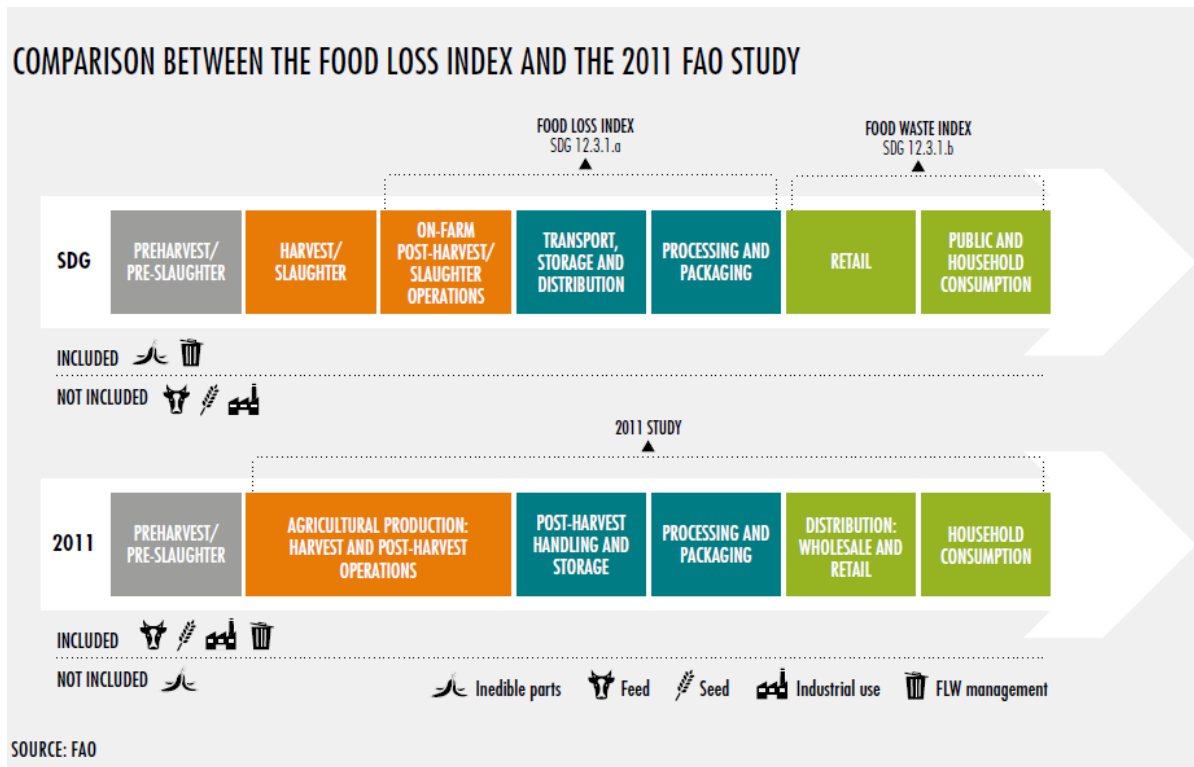 COMPARISON BETWEEN THE FOOD LOSS INDEX AND THE 2011 FAO STUDY
FOOD LOSS INDEX
SDG 12.3.1.a
FOOD WASTE INDEX
SDG 12.3.1.b
SDG
PREHARVEST/
PRE-SLAUGHTER
HARVEST/
SLAUGHTER
ON-FARM
POST-HARVEST/
SLAUGHTER
OPERATIONS
TRANSPORT,
STORAGE AND
DISTRIBUTION
PROCESSING AND
PACKAGING
RETAIL
PUBLIC AND
HOUSEHOLD
CONSUMPTION
INCLUDED
NOT INCLUDED
2011 STUDY
2011
PREHARVEST/
PRE-SLAUGHTER
AGRICULTURAL PRODUCTION:
HARVEST AND POST-HARVEST
OPERATIONS
POST-HARVEST
HANDLING AND
STORAGE
PROCESSING AND
PACKAGING
DISTRIBUTION:
WHOLESALE AND
RETAIL
HOUSEHOLD
CONSUMPTION
INCLUDED
NOT INCLUDED
Inedible parts
Feed
Seed
Industrial use
FLW management
SOURCE: FAO